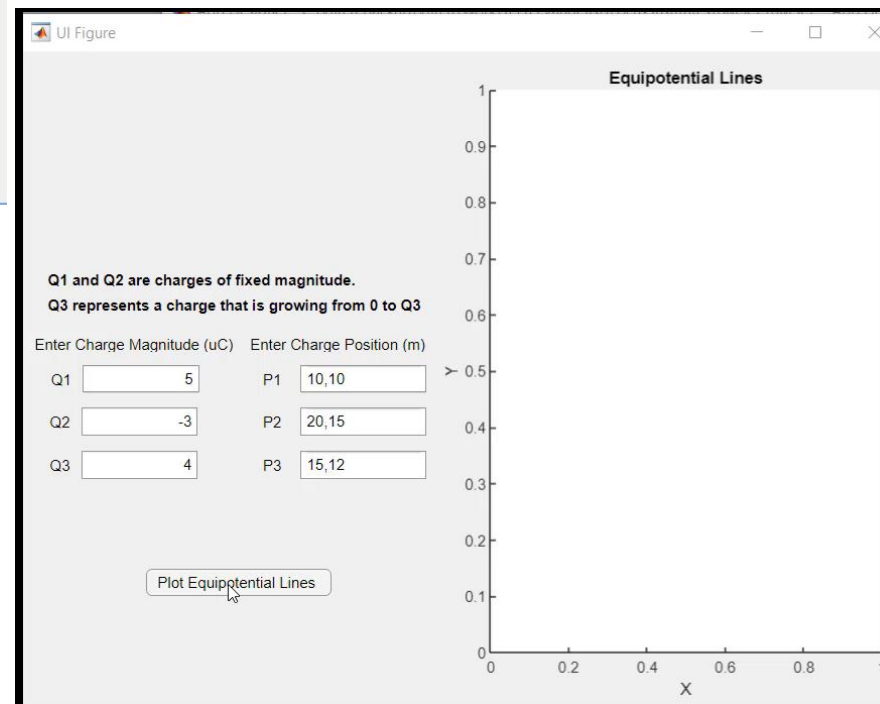 UI Figure
Q1 and Q2 are charges of fixed magnitude.
Q3 represents a charge that is growing from 0 to Q3
Enter Charge Magnitude (uC) Enter Charge Position (m)
Q1 5 P1 10,10
Q2 -3 P2 20,15
Q3 4 P3 15,12
Plot Equipotential Lines
Equipotential Lines
1
0.9
0.8
0.7
0.6
Y 0.5
0.4
0.3
0.2
0.1
0
0 0.2 0.4 0.6 0.8
X